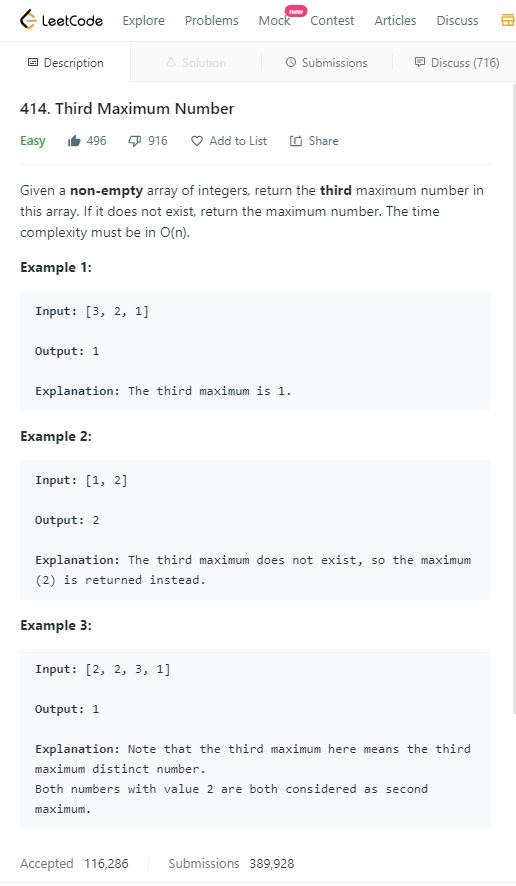 LeetCode Explore Problems Mock new Contest Articles Discuss
Description Solution Submissions Discuss (716)
414. Third Maximum Number
Easy 496 916 Add to List Share
Given a non-empty array of integers, return the third maximum number in
this array. If it does not exist, return the maximum number. The time
complexity must be in O(n).
Example 1:
Input: [3, 2, 1]
Output: 1
Explanation: The third maximum is 1.
Example 2:
Input: [1, 2]
Output: 2
Explanation: The third maximum does not exist, so the maximum
(2) is returned instead.
Example 3:
Input: [2, 2, 3, 1]
Output: 1
Explanation: Note that the third maximum here means the third
maximum distinct number.
Both numbers with value 2 are both considered as second
maximum.
Accepted 116,286 Submissions 389,928